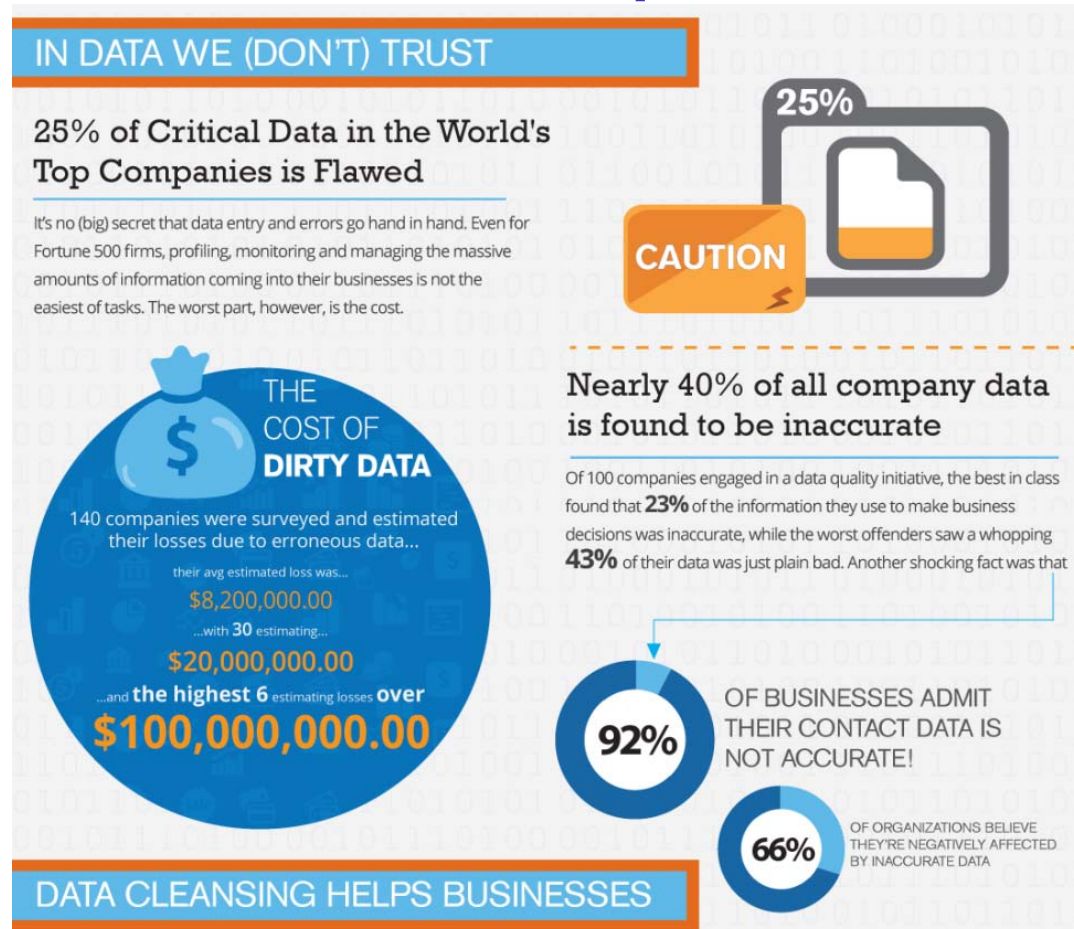 IN DATA WE (DON'T) TRUST
25% of Critical Data in the World's
Top Companies is Flawed
It's no (big) secret that data entry and errors go hand in hand. Even for
Fortune 500 firms, profiling, monitoring and managing the massive
amounts of information coming into their businesses is not the
easiest of tasks. The worst part, however, is the cost.
25%
CAUTION
THE
COST OF
DIRTY DATA
140 companies were surveyed and estimated
their losses due to erroneous data...
their avg estimated loss was...
$8,200,000.00
...with 30 estimating...
$20,000,000.00
...and the highest 6 estimating losses over
$100,000,000.00
Nearly 40% of all company data
is found to be inaccurate
Of 100 companies engaged in a data quality initiative, the best in class
found that 23% of the information they use to make business
decisions was inaccurate, while the worst offenders saw a whopping
43% of their data was just plain bad. Another shocking fact was that
92%
OF BUSINESSES ADMIT
THEIR CONTACT DATA IS
NOT ACCURATE!
66%
OF ORGANIZATIONS BELIEVE
THEY'RE NEGATIVELY AFFECTED
BY INACCURATE DATA
DATA CLEANSING HELPS BUSINESSES